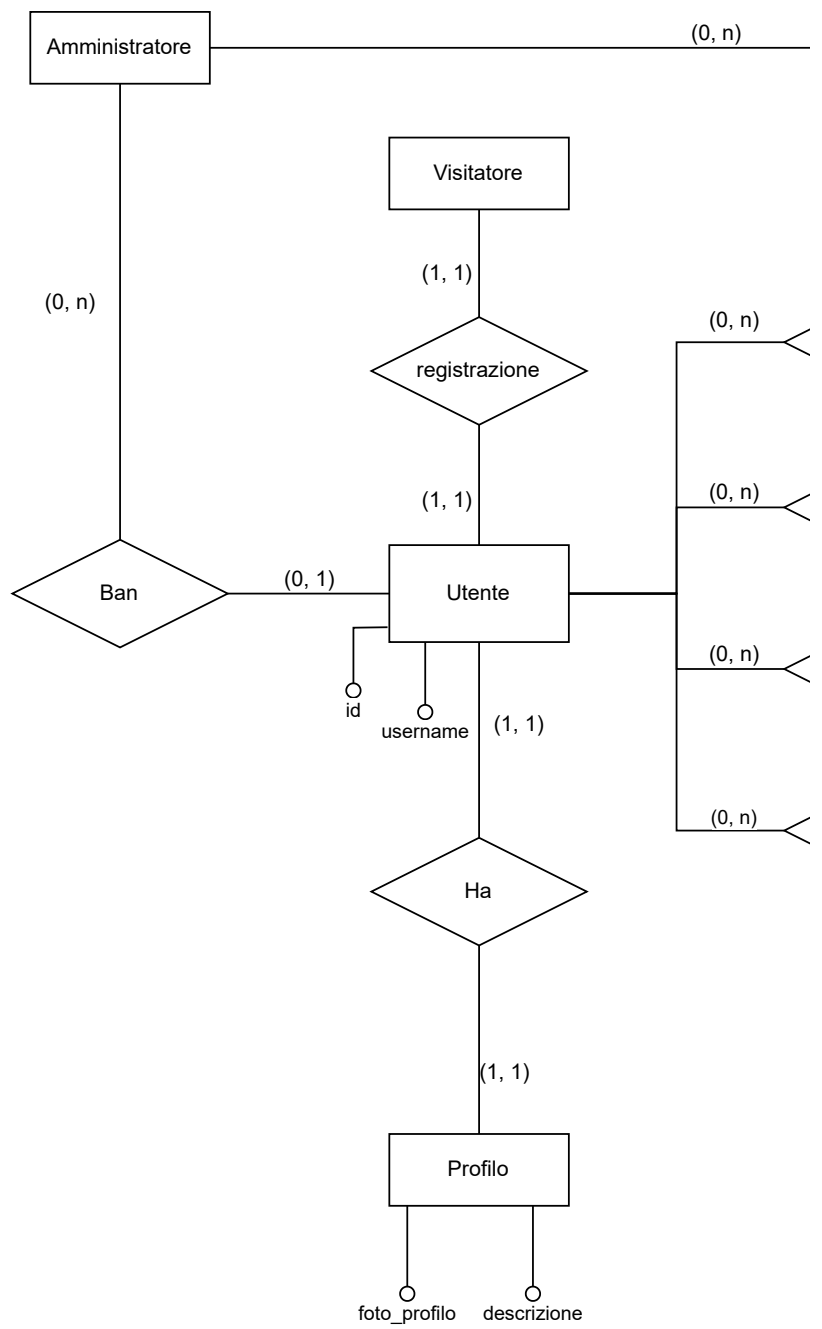 Amministratore
(0, n)
Visitatore
(1, 1)
(0, n)
(0, n)
registrazione
(1, 1)
(0, n)
(0, 1)
Ban
Utente
(0, n)
id
username
(1, 1)
(0, n)
Ha
(1, 1)
Profilo
foto_profilo
descrizione